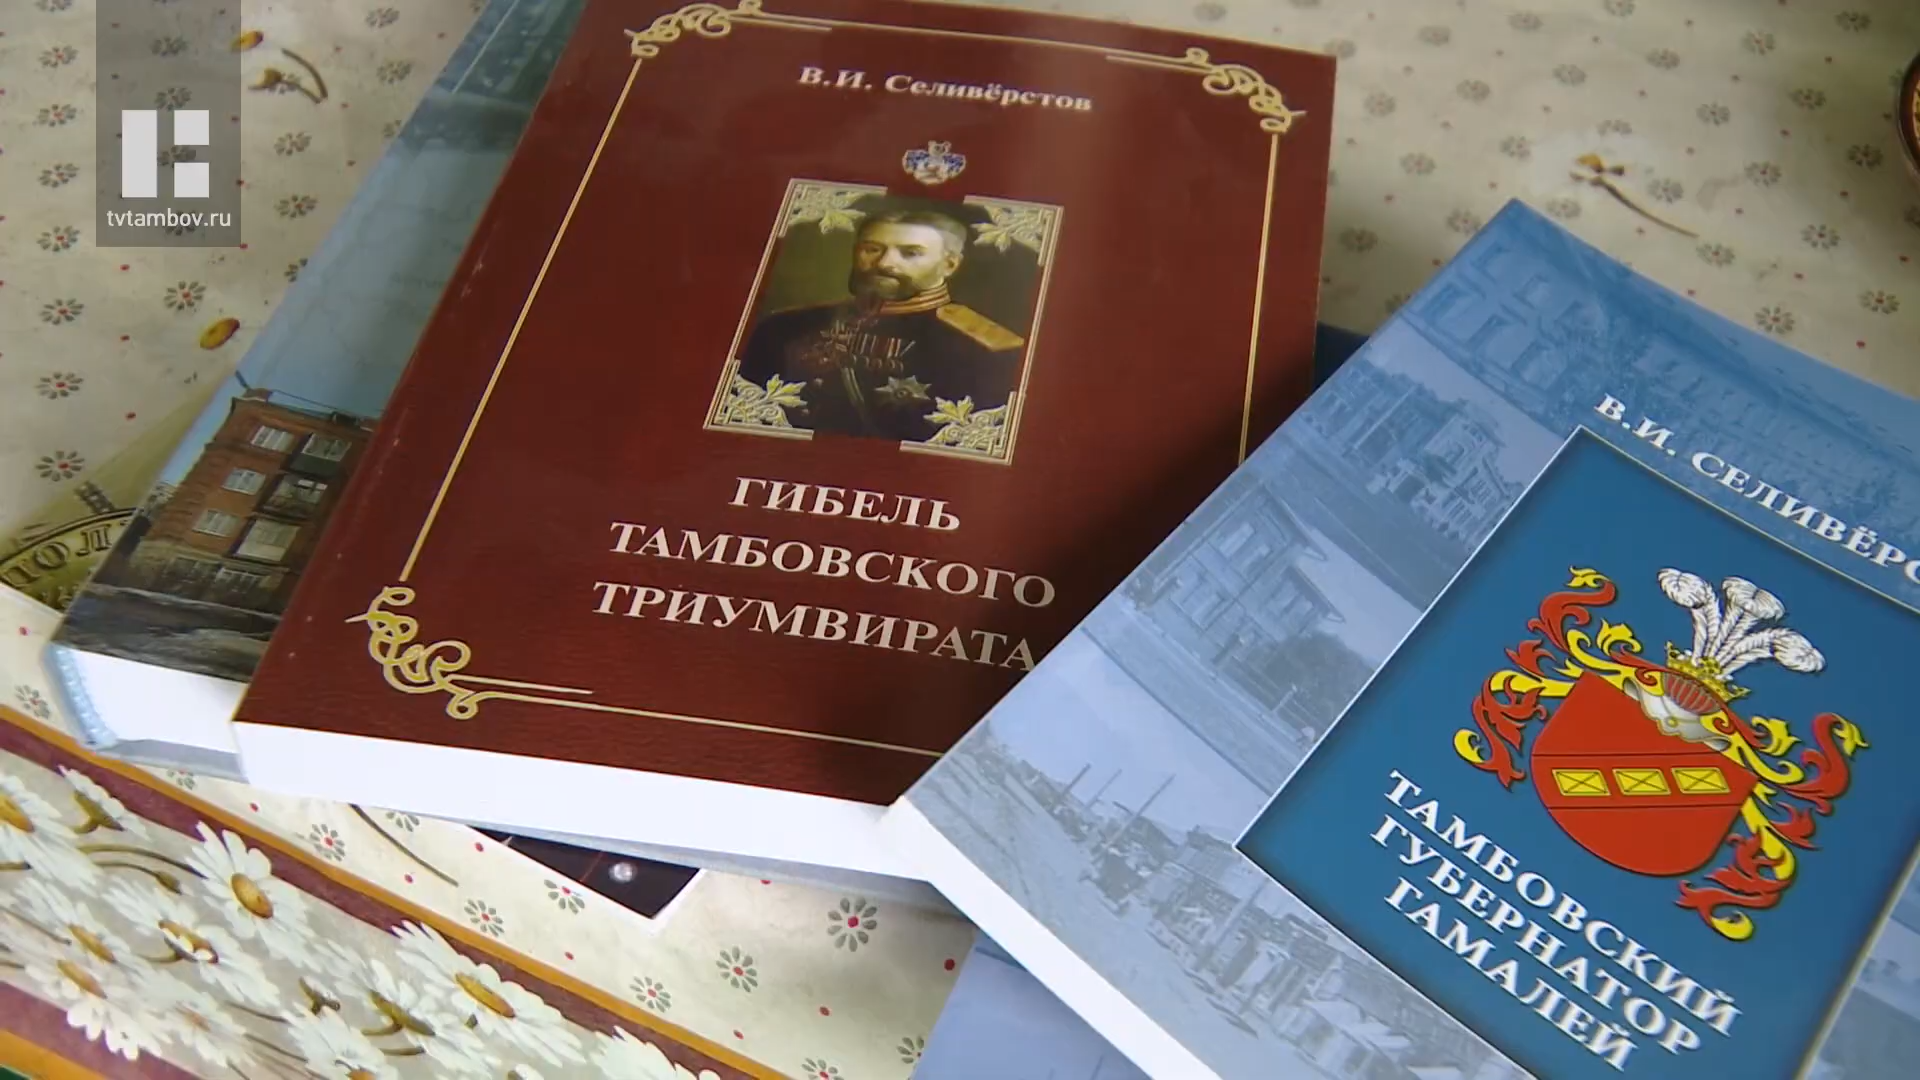 tvtambov.ru
В.И. Селивёрстов
ГИБЕЛЬ
ТАМБОВСКОГО
ТРИУМВИРАТА
В.И. СЕЛИВЁРС
ТАМБОВСКИЙ
ГУБЕРНАТОР
ГАМАЛЕЙ